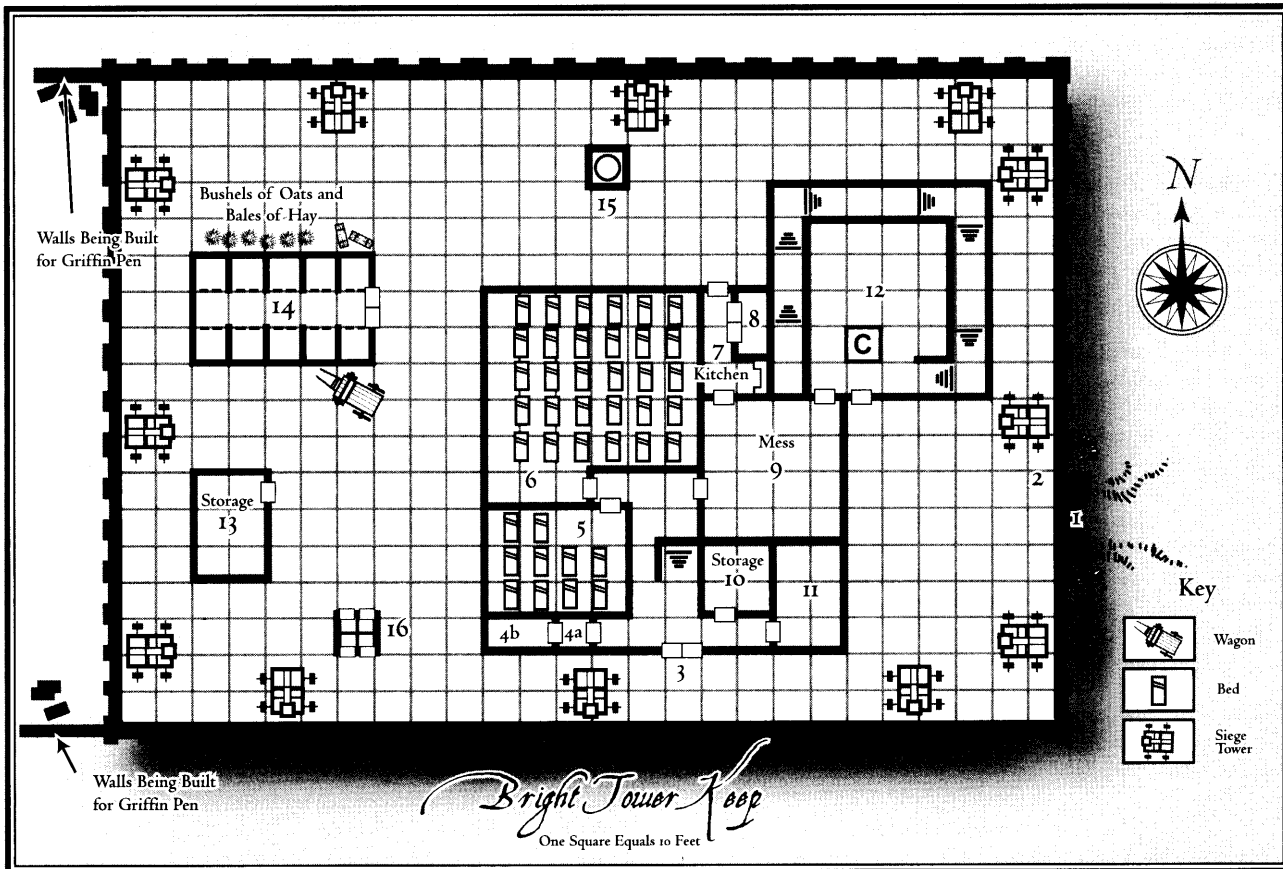 N
15
Bushels of Oats and
Bales of Hay
Walls Being Built
for Griffin Pen
14
12
8
7
Kitchen
C
Mess
9
6
2
Storage
13
5
1
Storage
10
11
Key
4b
4a
16
3
Wagon
Bed
Siege
Tower
Walls Being Built
for Griffin Pen
Bright Tower Keep
One Square Equals 10 Feet